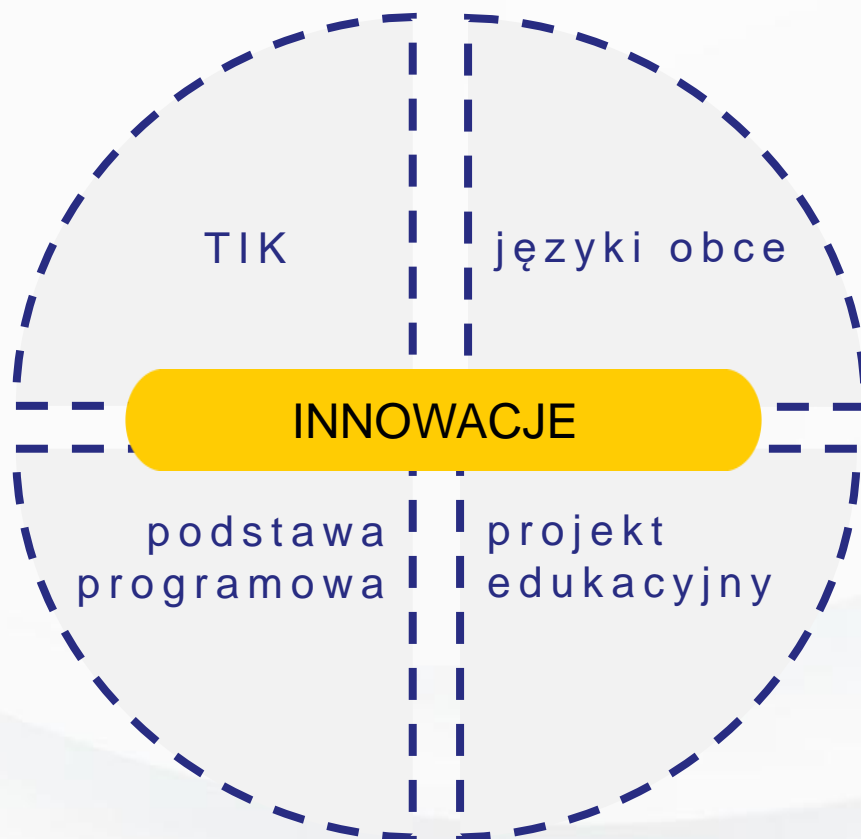 TIK
języki obce
INNOWACJE
podstawa
programowa
projekt
edukacyjny